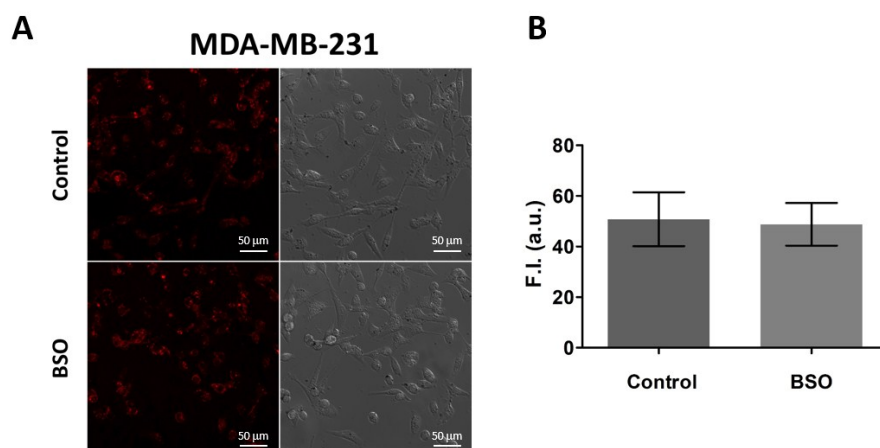 A
MDA-MB-231
Control
50 µm
50 µm
BSO
50 µm
50 µm
B
F.I. (a.u.)
80
60
40
20
0
Control
BSO